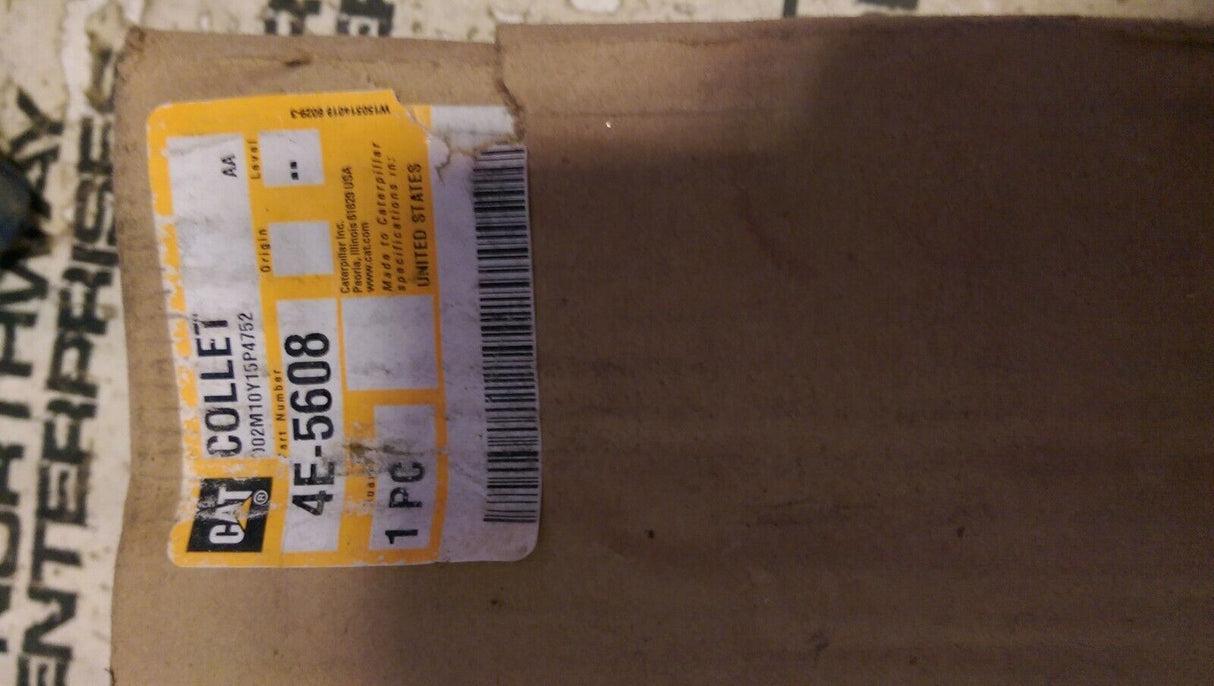 CAT®
COLLET
AA
002M10Y15P4752
Part Number
Origin
Level
4E-5608
--
Caterpillar Inc.
Peoria, Illinois 61629 USA
www.cat.com
Made to Caterpillar
specifications in:
UNITED STATES
1 PC
ENTERPRISES